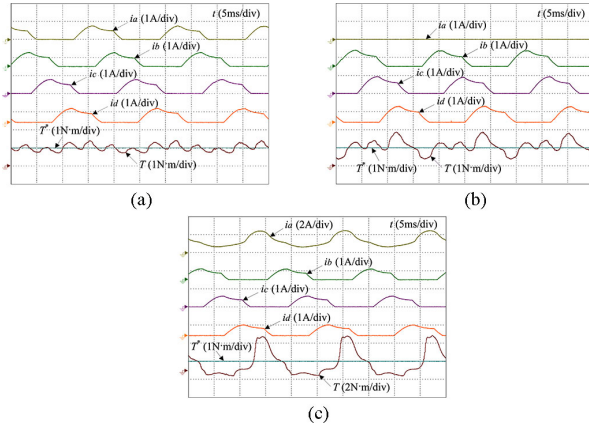 ia (1A/div) t (5ms/div)
ib (1A/div)
ic (1A/div)
id (1A/div)
T* (1N·m/div)
T (1N·m/div)
(a)
ia (1A/div) t (5ms/div)
ib (1A/div)
ic (1A/div)
id (1A/div)
T* (1N·m/div) T (1N·m/div)
(b)
ia (2A/div) t (5ms/div)
ib (1A/div)
ic (1A/div)
id (1A/div)
T* (1N·m/div)
T (2N·m/div)
(c)